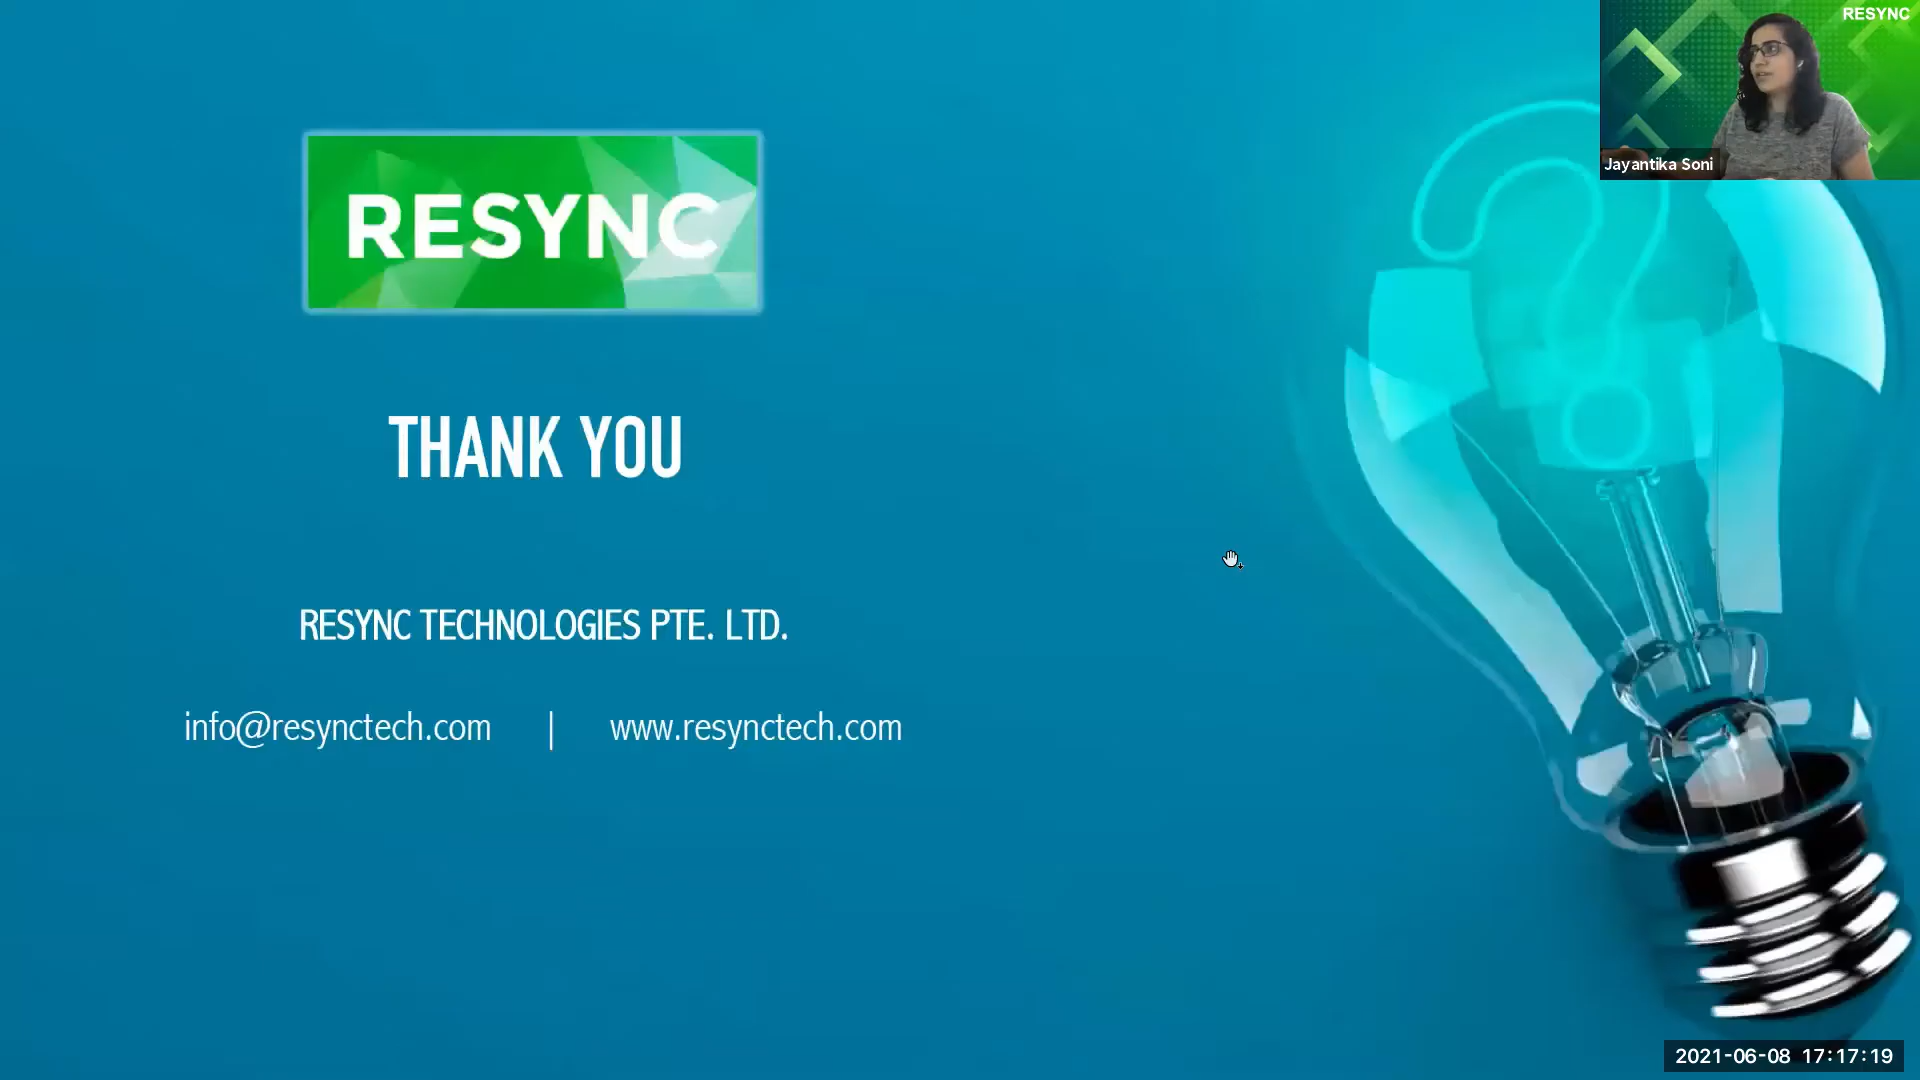 RESYNC
Jayantika Soni
RESYNC
THANK YOU
RESYNC TECHNOLOGIES PTE. LTD.
info@resynctech.com | www.resynctech.com
2021-06-08 17:17:19